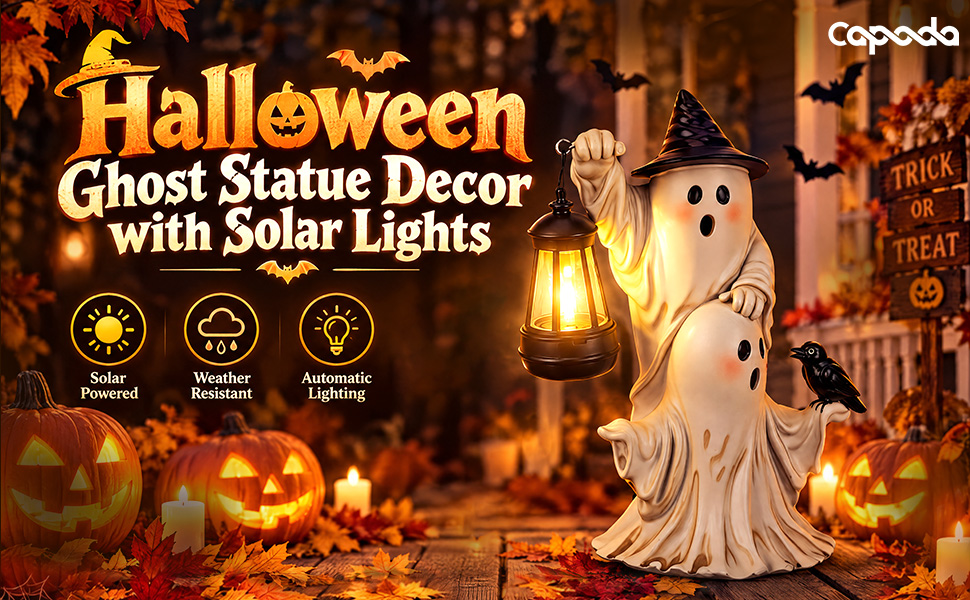 Capoda
Halloween
Ghost Statue Decor
with Solar Lights
Solar
Powered
Weather
Resistant
Automatic
Lighting
TRICK
OR
TREAT